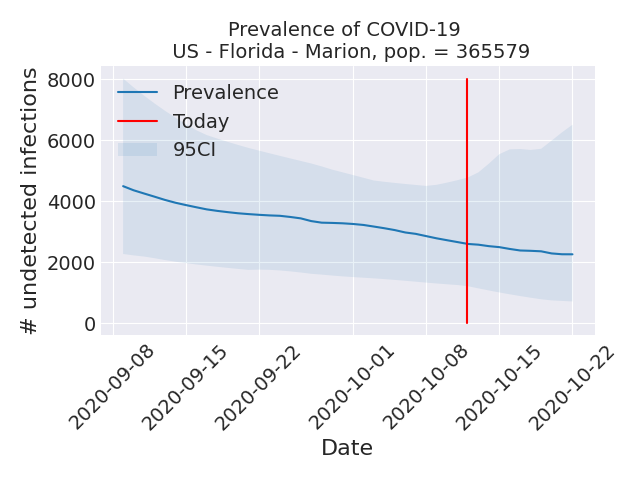 Prevalence of COVID-19
US - Florida - Marion, pop. = 365579
# undetected infections
8000
6000
4000
2000
0
Prevalence
Today
95CI
2020-09-08
2020-09-15
2020-09-22
2020-10-01
2020-10-08
2020-10-15
2020-10-22
Date